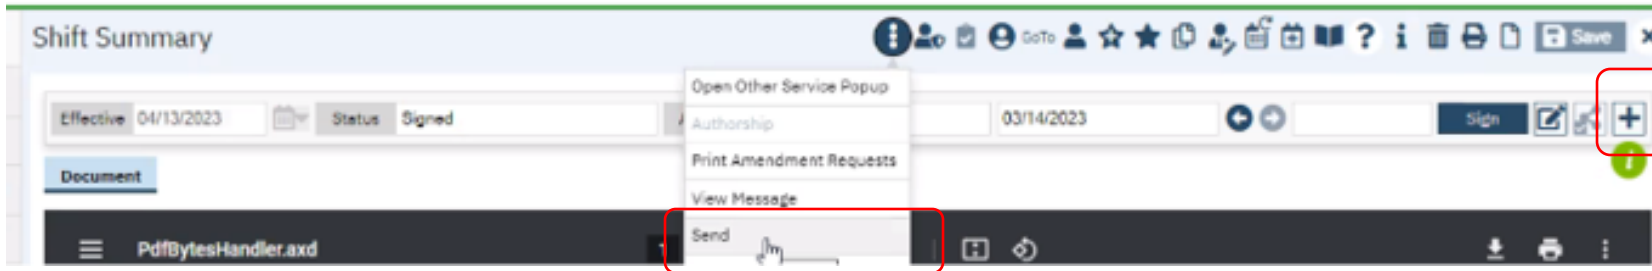 Shift Summary GoTo ? i Save
Open Other Service Popup
Effective 04/13/2023 Status Signed 03/14/2023 Sign
Authorship
Print Amendment Requests
Document
View Message
Send
PdfBytesHandler.axd